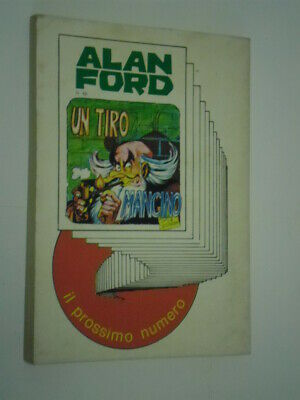 ALAN
FORD
UN TIRO
MANCINO
il prossimo numero